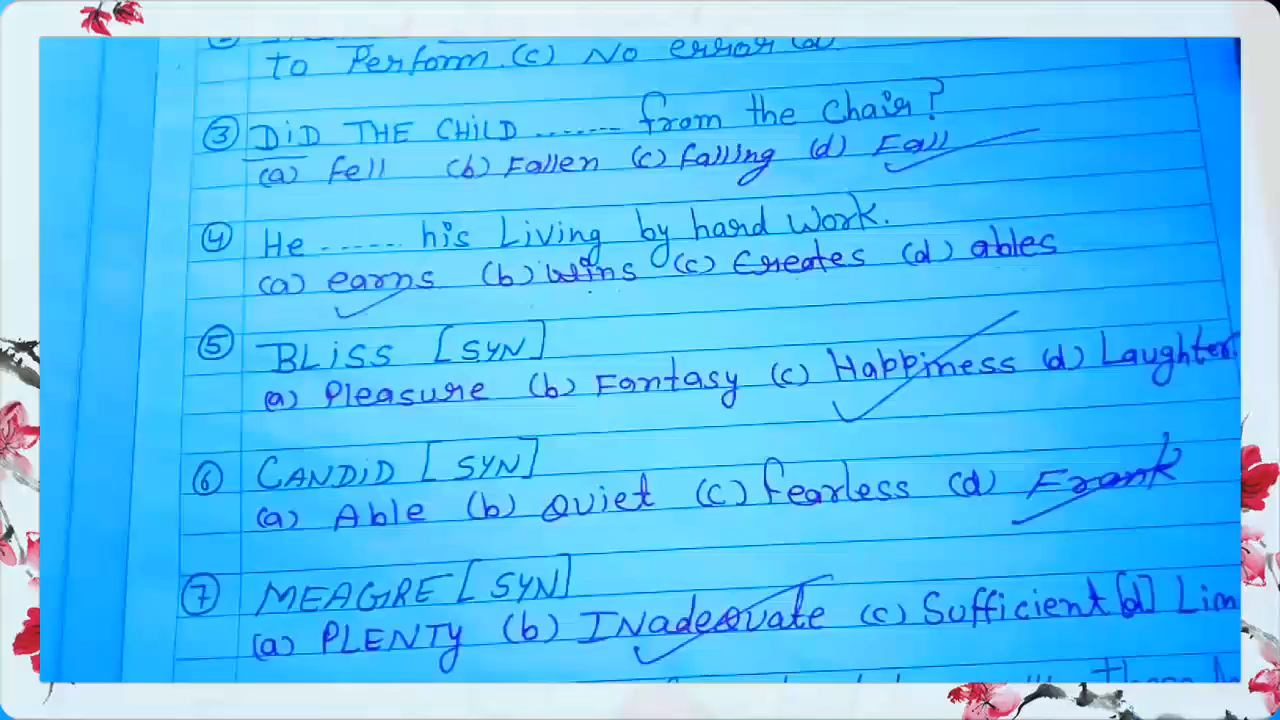 to Perform (c) No error
③ DiD THE CHILD ....... from the Chair?
(a) fell (b) Fallen (c) falling (d) Fall
④ He ...... his Living by hard Work.
(a) earns (b) wins (c) Creates (d) ables
⑤ BLiSS [SYN]
(a) Pleasure (b) Fantasy (c) Happiness (d) Laughter
⑥ CANDiD [SYN]
(a) Able (b) Quiet (c) fearless (d) Frank
⑦ MEAGRE [SYN]
(a) PLENTY (b) INadequate (c) Sufficient [d] Lim